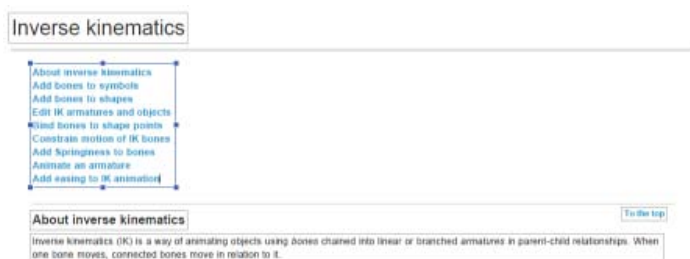 Inverse kinematics
About inverse kinematics
Add bones to symbols
Add bones to shapes
Edit IK armatures and objects
Bind bones to shape points
Constrain motion of IK bones
Add Springiness to bones
Animate an armature
Add easing to IK animation
To the top
About inverse kinematics
Inverse kinematics (IK) is a way of animating objects using bones chained into linear or branched armatures in parent-child relationships. When
one bone moves, connected bones move in relation to it.